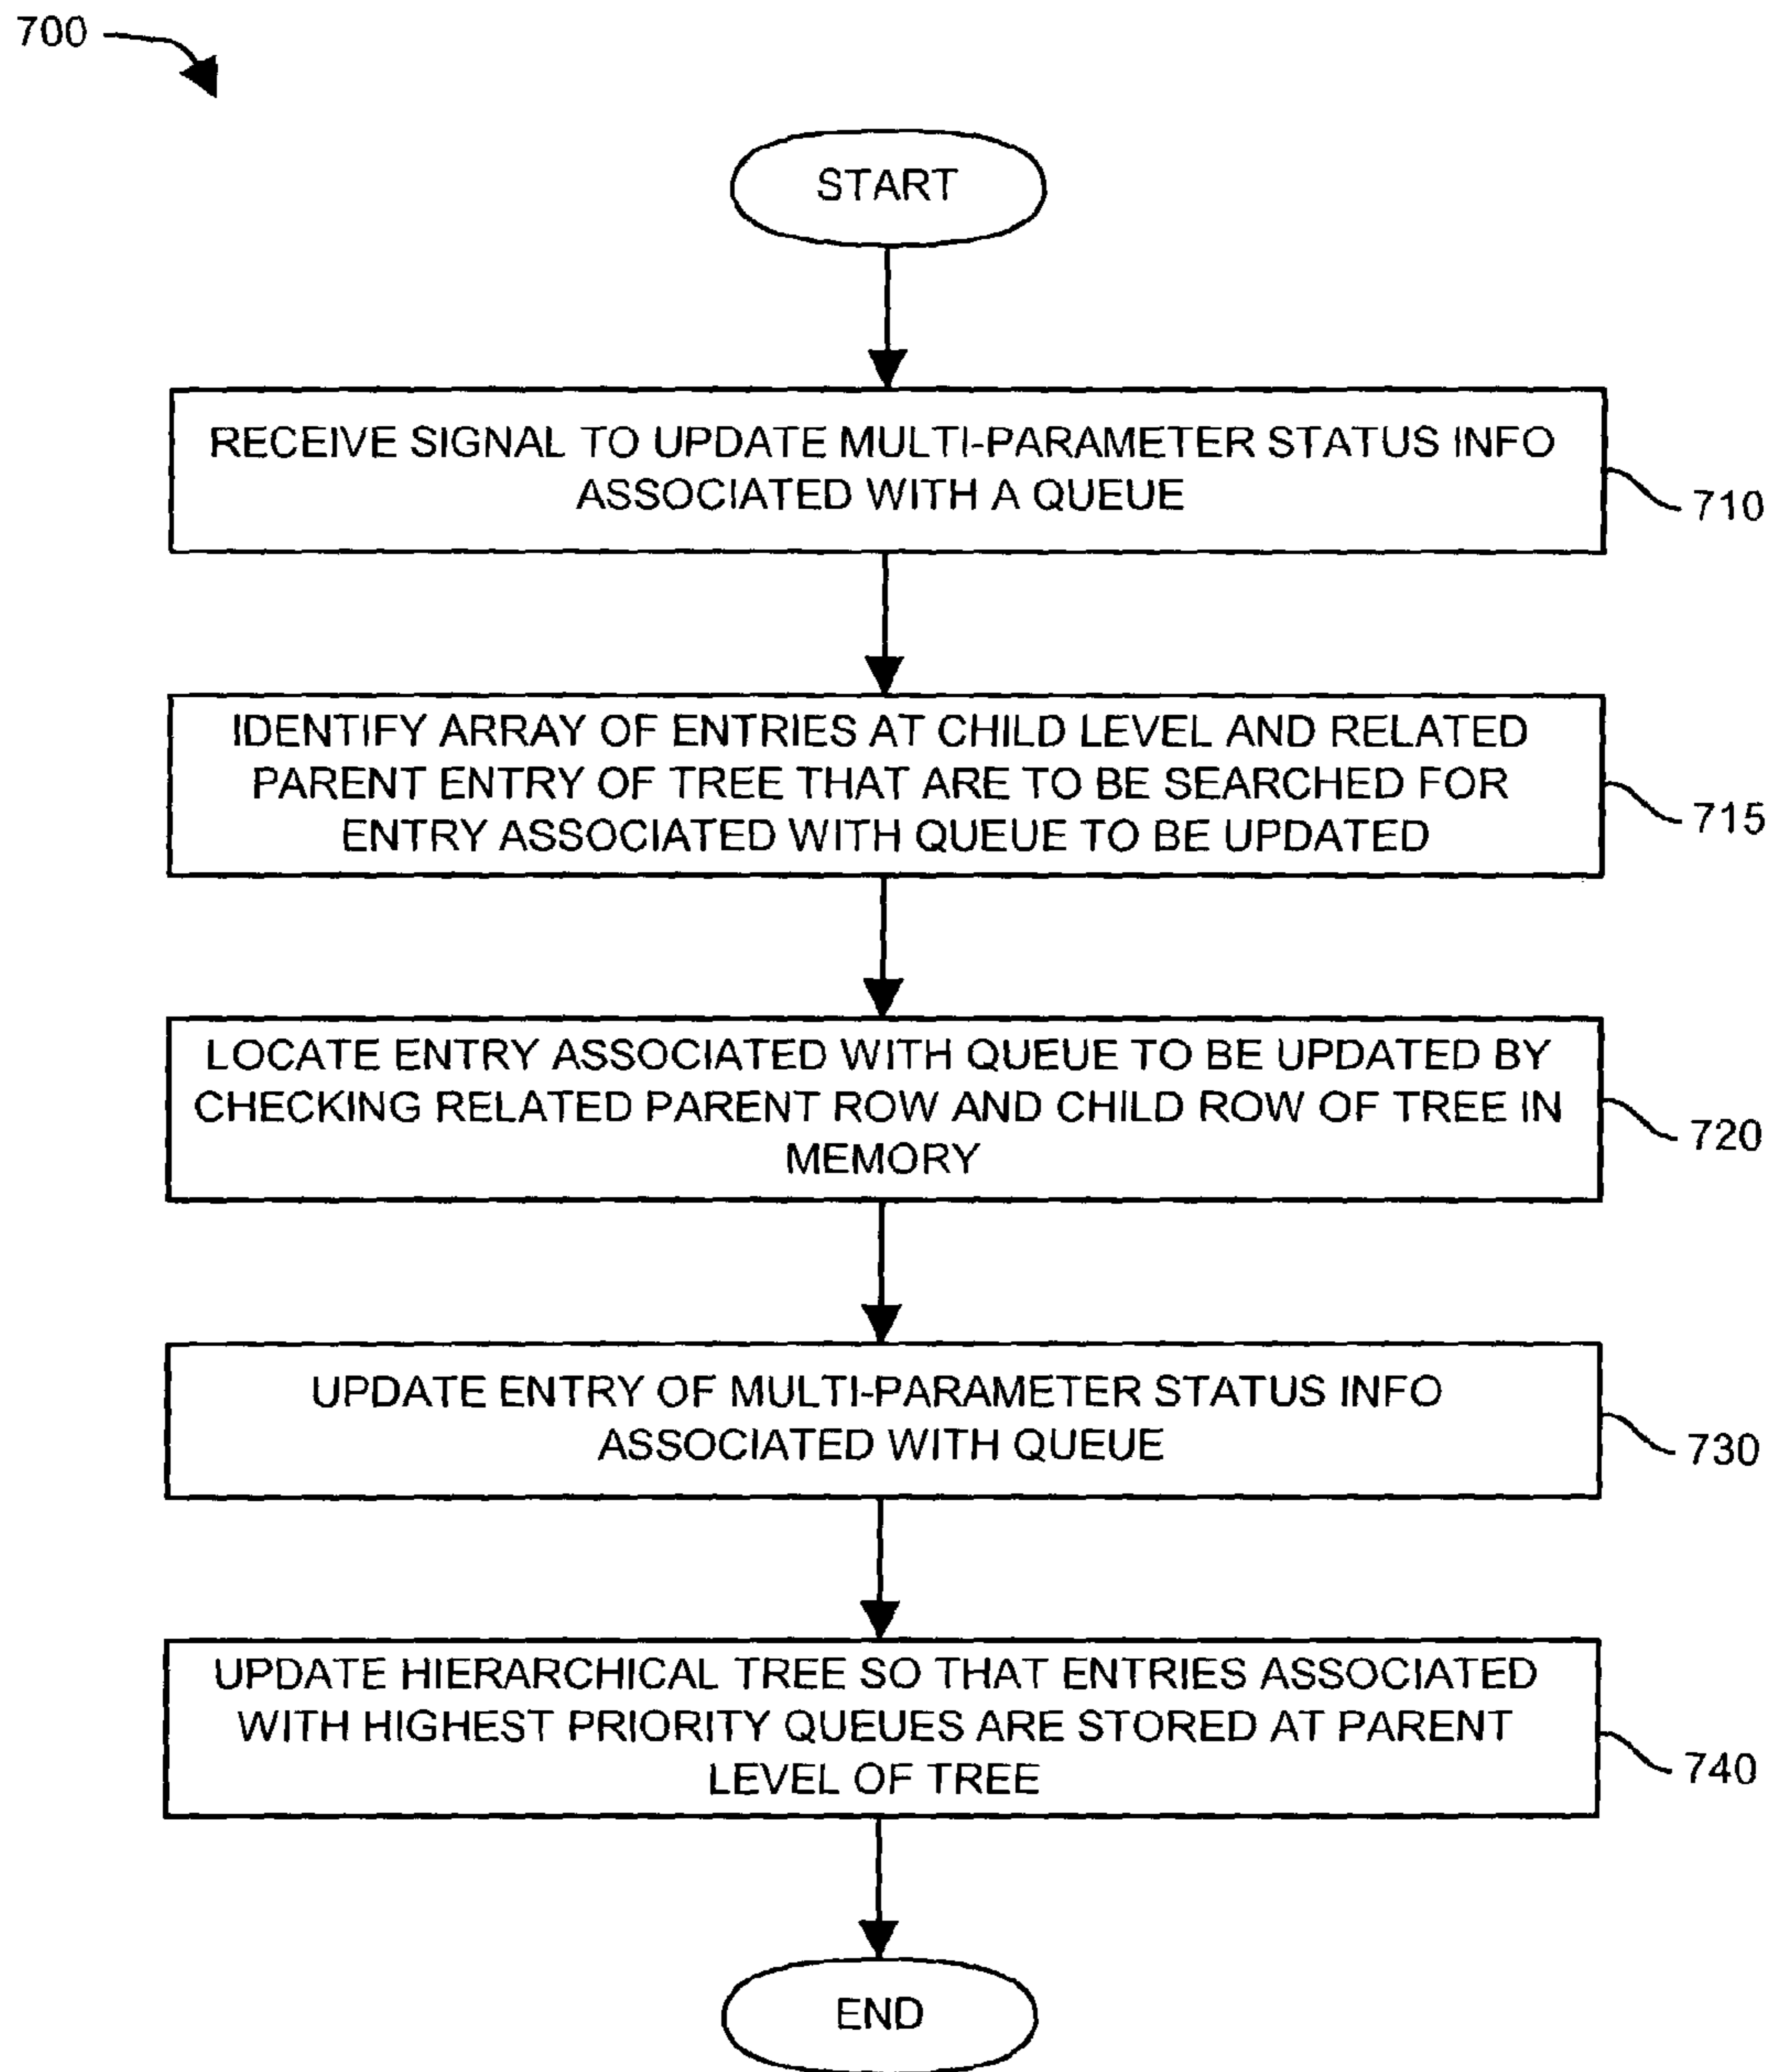 700
START
RECEIVE SIGNAL TO UPDATE MULTI-PARAMETER STATUS INFO
ASSOCIATED WITH A QUEUE
710
IDENTIFY ARRAY OF ENTRIES AT CHILD LEVEL AND RELATED
PARENT ENTRY OF TREE THAT ARE TO BE SEARCHED FOR
ENTRY ASSOCIATED WITH QUEUE TO BE UPDATED
715
LOCATE ENTRY ASSOCIATED WITH QUEUE TO BE UPDATED BY
CHECKING RELATED PARENT ROW AND CHILD ROW OF TREE IN
MEMORY
720
UPDATE ENTRY OF MULTI-PARAMETER STATUS INFO
ASSOCIATED WITH QUEUE
730
UPDATE HIERARCHICAL TREE SO THAT ENTRIES ASSOCIATED
WITH HIGHEST PRIORITY QUEUES ARE STORED AT PARENT
LEVEL OF TREE
740
END